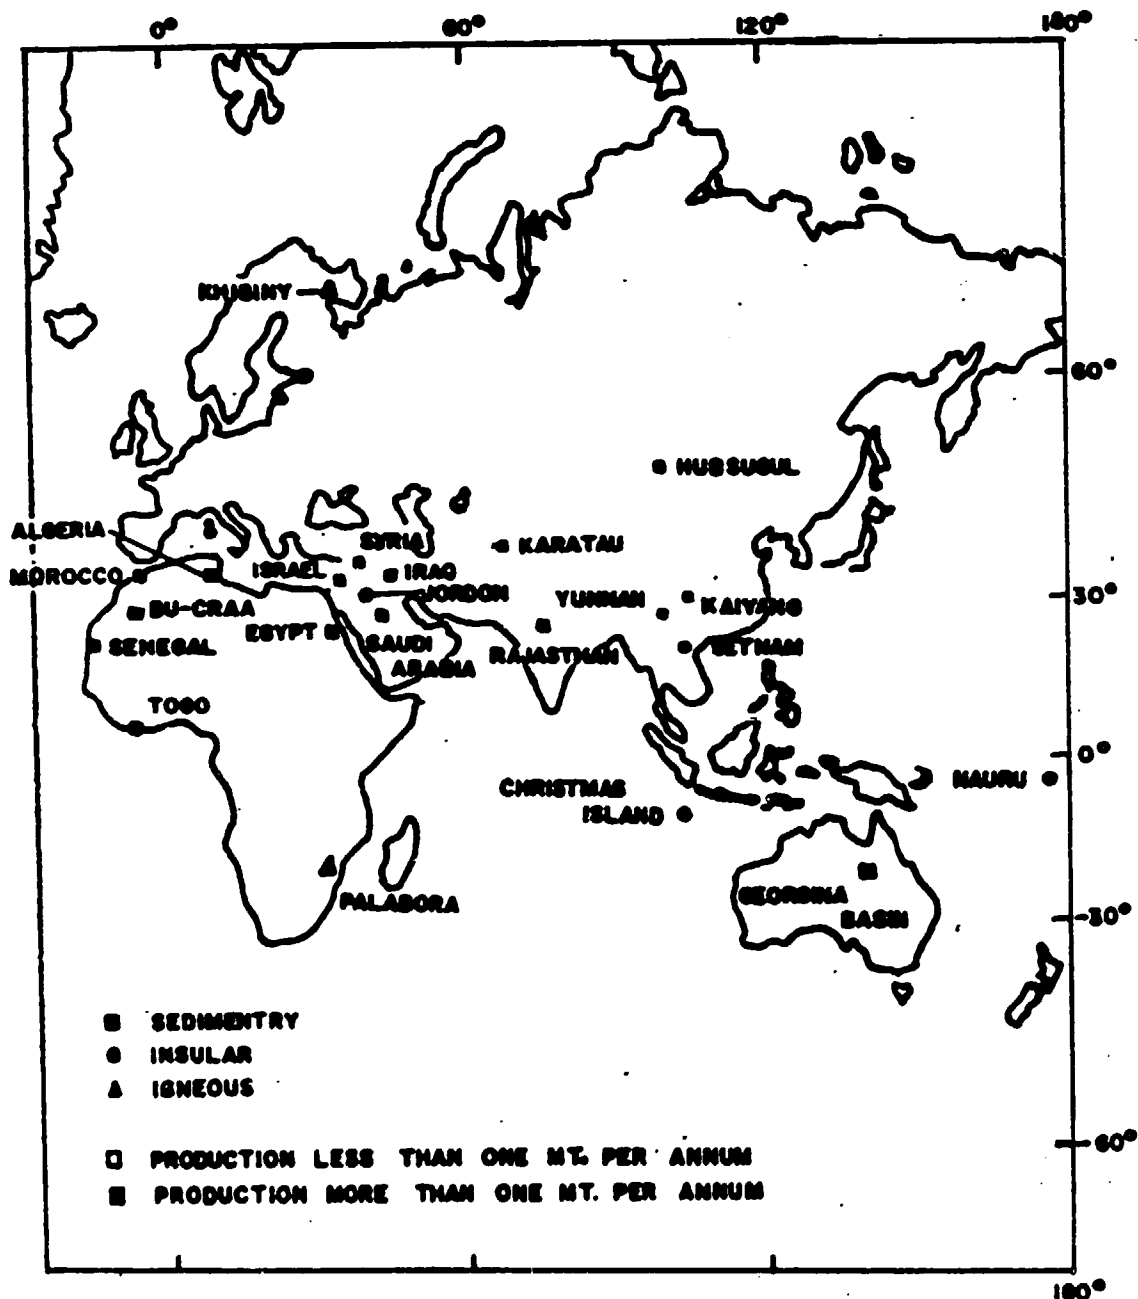 0° 60° 120° 180°
KHIBINY
60°
HUBSUGUL
ALGERIA
SYRIA
KARATAU
MOROCCO
ISRAEL
IRAQ
JORDON
30°
BU-CRAA
YUNNAN
KAIYANG
EGYPT
SAUDI
ARABIA
SENEGAL
RAJASTHAN
VETNAM
TOGO
0°
NAURU
CHRISTMAS
ISLAND
GEORGINA
BASIN
PALABORA
-30°
SEDIMENTRY
INSULAR
IGNEOUS
-60°
PRODUCTION LESS THAN ONE MT. PER ANNUM
PRODUCTION MORE THAN ONE MT. PER ANNUM
180°